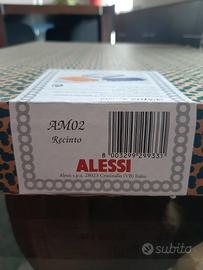 AM02
Recinto
8 003299 299331
ALESSI
Alessi s.p.a. 28023 Crusinallo (VB) Italia
subito